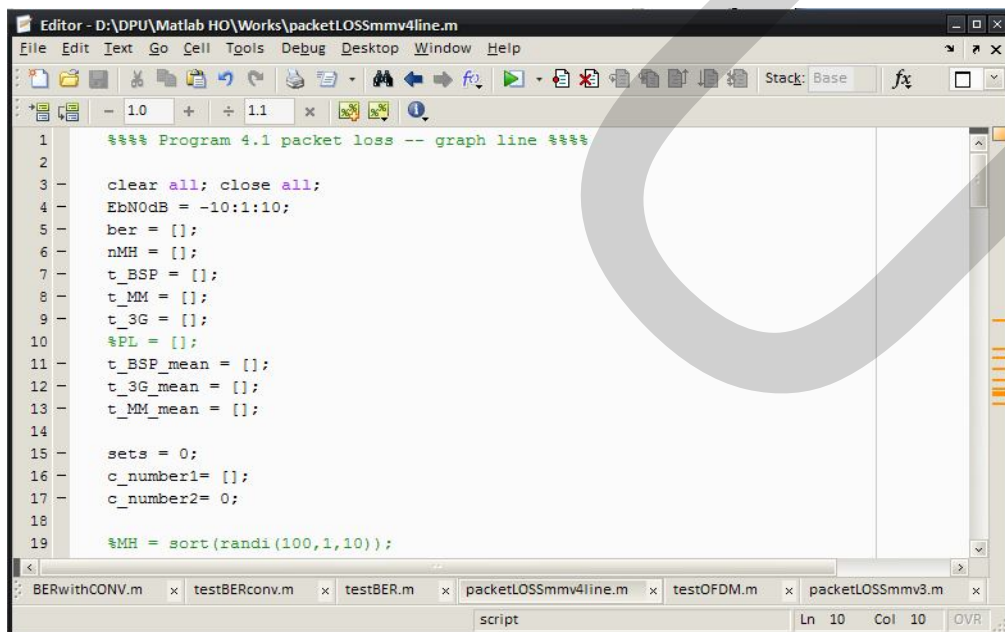 Editor - D:\DPU\Matlab HO\Works\packetLOSSmmv4line.m
File Edit Text Go Cell Tools Debug Desktop Window Help
Stack: Base fx
- 1.0 + ÷ 1.1 ×
1 %%%% Program 4.1 packet loss -- graph line %%%%
2
3 - clear all; close all;
4 - EbN0dB = -10:1:10;
5 - ber = [];
6 - nMH = [];
7 - t_BSP = [];
8 - t_MM = [];
9 - t_3G = [];
10 %PL = [];
11 - t_BSP_mean = [];
12 - t_3G_mean = [];
13 - t_MM_mean = [];
14
15 - sets = 0;
16 - c_number1= [];
17 - c_number2= 0;
18
19 %MH = sort(randi(100,1,10));
BERwithCONV.m × testBERconv.m × testBER.m × packetLOSSmmv4line.m × testOFDM.m × packetLOSSmmv3.m ×
script Ln 10 Col 10 OVR